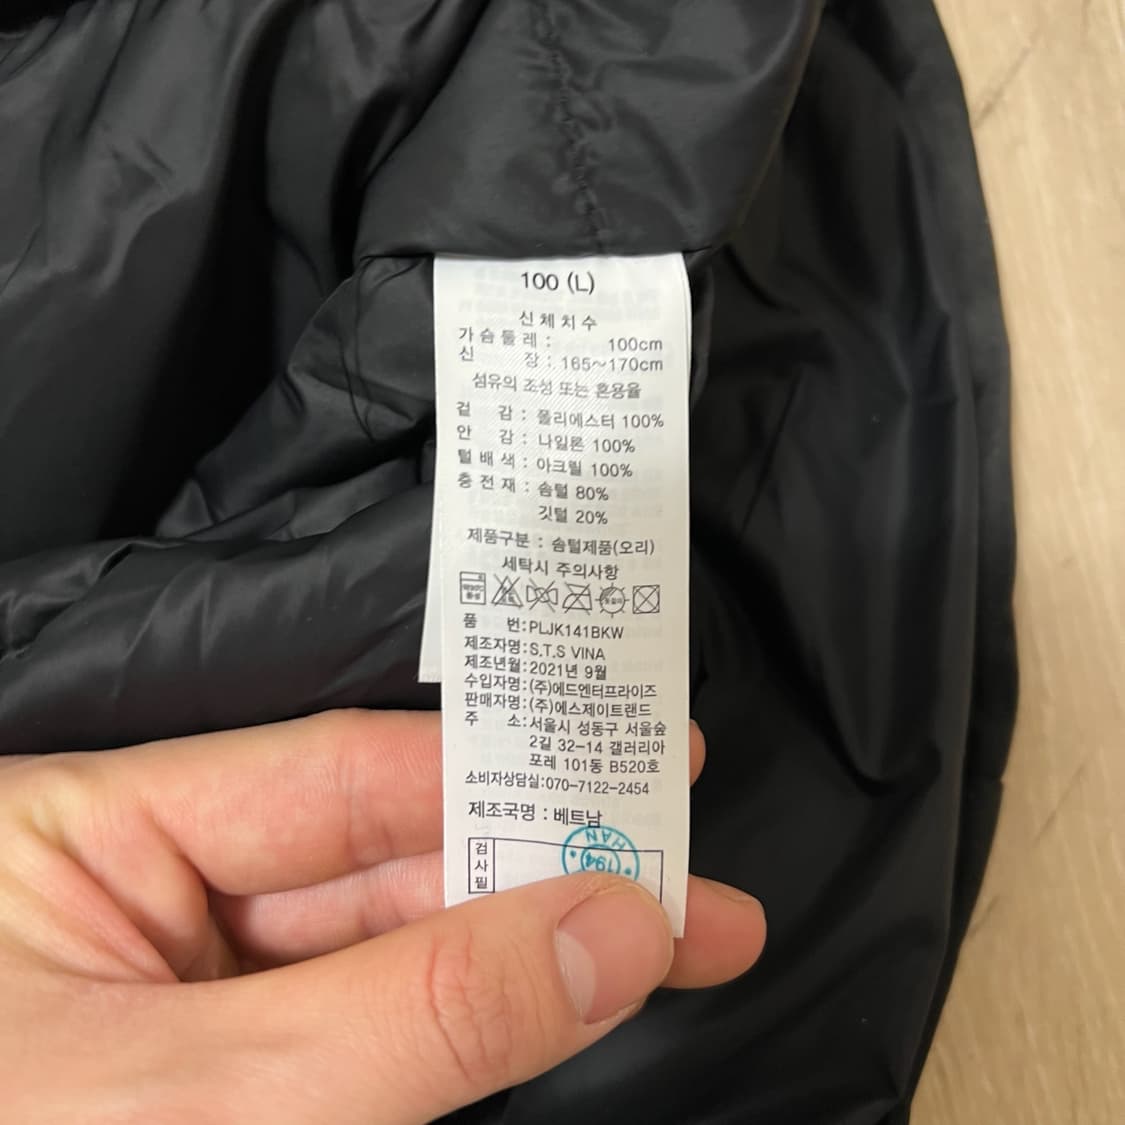 100 (L)
신체치수
가슴둘레 : 100cm
신 장 : 165~170cm
섬유의 조성 또는 혼용율
겉 감 : 폴리에스터 100%
안 감 : 나일론 100%
털배색 : 아크릴 100%
충전재 : 솜털 80%
깃털 20%
제품구분 : 솜털제품(오리)
세탁시 주의사항
품 번:PLJK141BKW
제조자명:S.T.S VINA
제조년월:2021년 9월
수입자명:(주)에드엔터프라이즈
판매자명:(주)에스제이트랜드
주 소:서울시 성동구 서울숲
2길 32-14 갤러리아
포레 101동 B520호
소비자상담실:070-7122-2454
제조국명 : 베트남
HAN
194
검사필